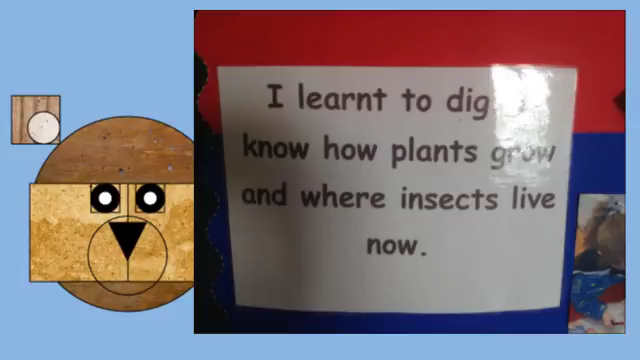 I learnt to dig
know how plants grow
and where insects live
now.